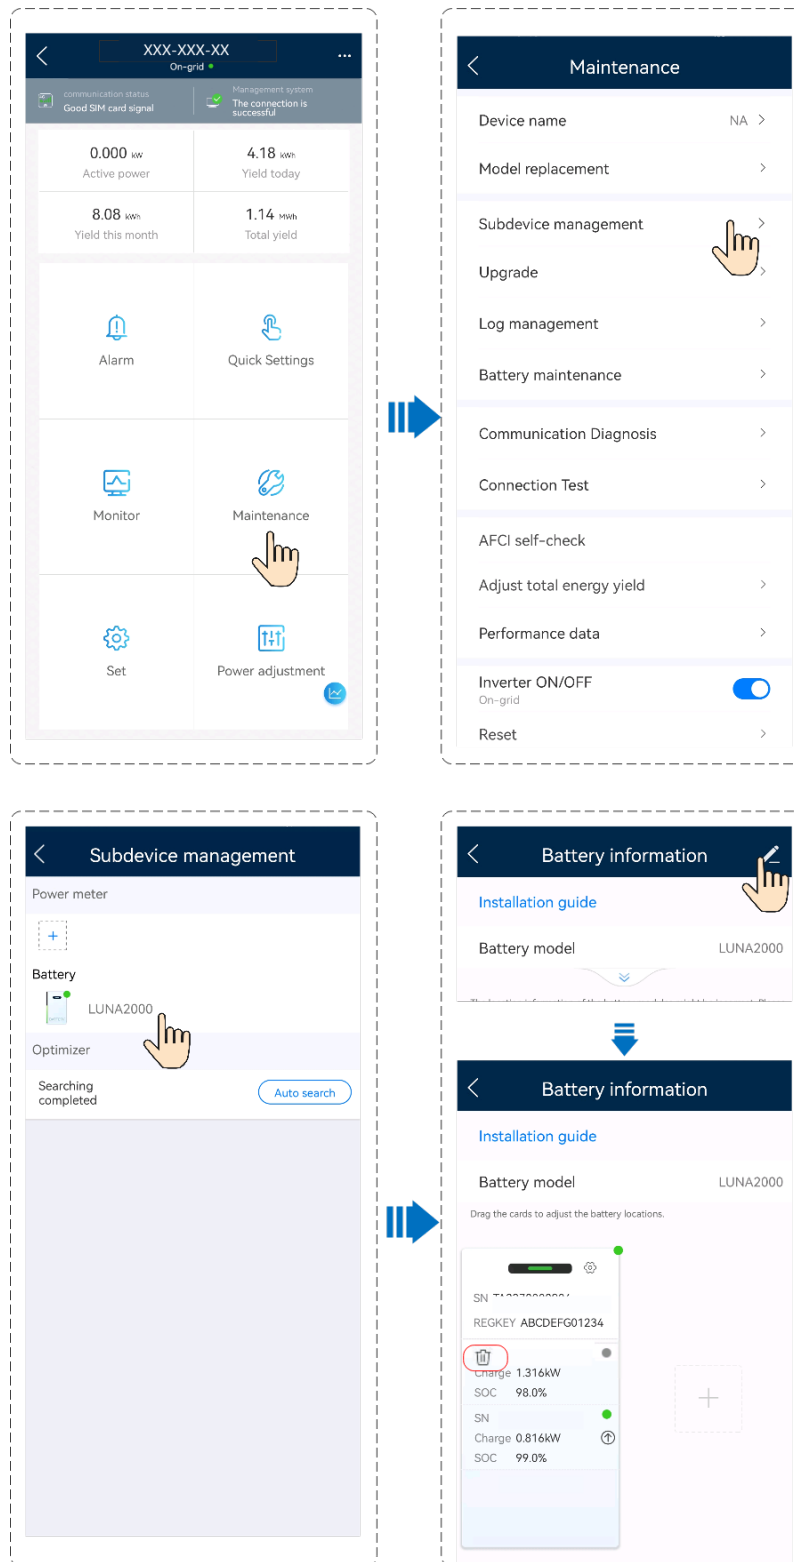 XXX-XXX-XX
On-grid
communication status
Good SIM card signal
Management system
The connection is
successful
0.000 kW
Active power
4.18 kWh
Yield today
8.08 kWh
Yield this month
1.14 MWh
Total yield
Alarm
Quick Settings
Monitor
Maintenance
Set
Power adjustment
Maintenance
Device name NA
Model replacement
Subdevice management
Upgrade
Log management
Battery maintenance
Communication Diagnosis
Connection Test
AFCI self-check
Adjust total energy yield
Performance data
Inverter ON/OFF
On-grid
Reset
Subdevice management
Power meter
Battery
LUNA2000
Optimizer
Searching
completed
Auto search
Battery information
Installation guide
Battery model LUNA2000
Battery information
Installation guide
Battery model LUNA2000
Drag the cards to adjust the battery locations.
SN
REGKEY ABCDEFG01234
Charge 1.316kW
SOC 98.0%
SN
Charge 0.816kW
SOC 99.0%